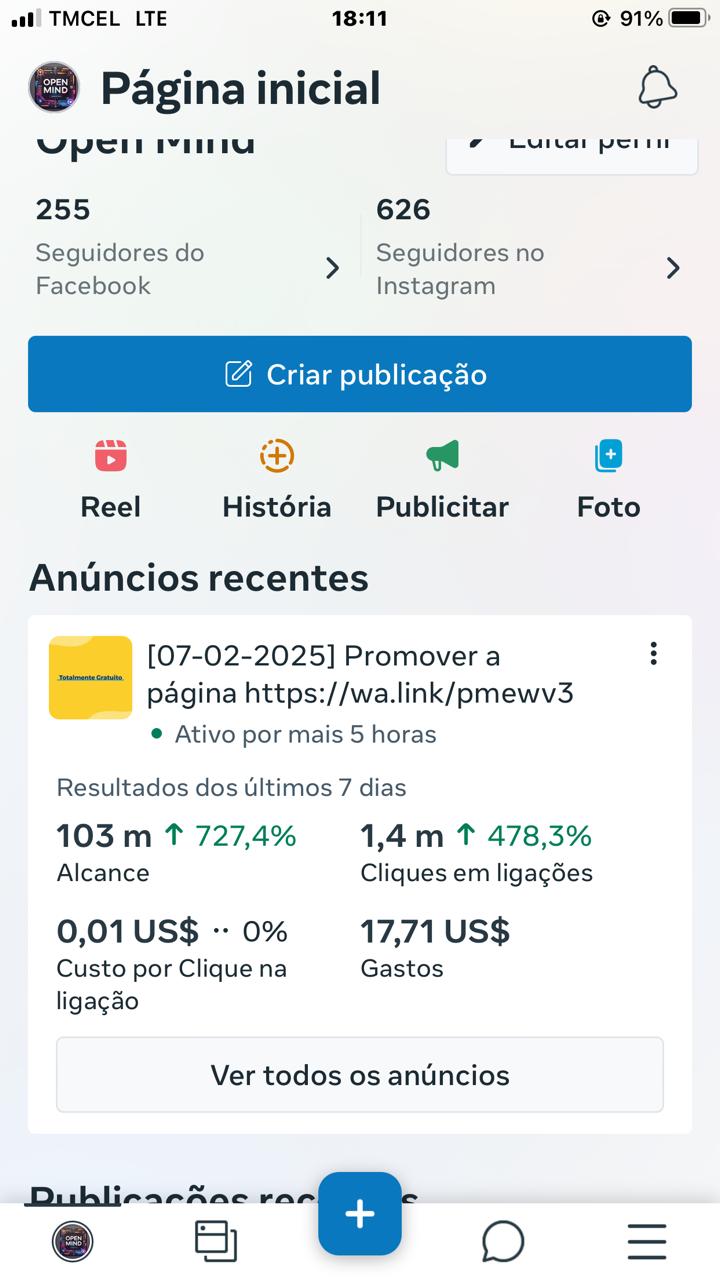 TMCEL LTE 18:11 91%
OPEN MIND
Página inicial
Open Mind
Editar perfil
255
Seguidores do
Facebook
626
Seguidores no
Instagram
Criar publicação
Reel
História
Publicitar
Foto
Anúncios recentes
Totalmente Gratuito
[07-02-2025] Promover a
página https://wa.link/pmewv3
Ativo por mais 5 horas
Resultados dos últimos 7 dias
103 m ↑ 727,4%
Alcance
1,4 m ↑ 478,3%
Cliques em ligações
0,01 US$ ·· 0%
Custo por Clique na
ligação
17,71 US$
Gastos
Ver todos os anúncios
Publicações
OPEN MIND